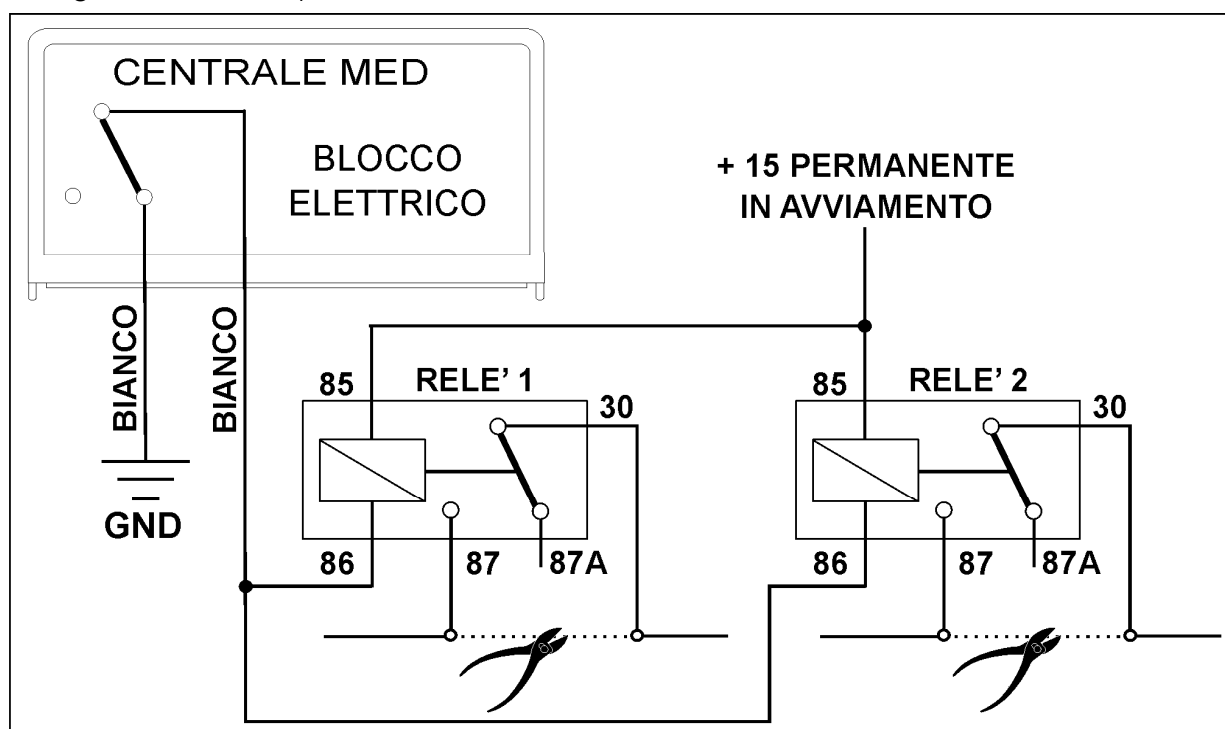 CENTRALE MED
BLOCCO
ELETTRICO
+ 15 PERMANENTE
IN AVVIAMENTO
BIANCO
BIANCO
GND
85
RELE' 1
30
86
87
87A
85
RELE' 2
30
86
87
87A